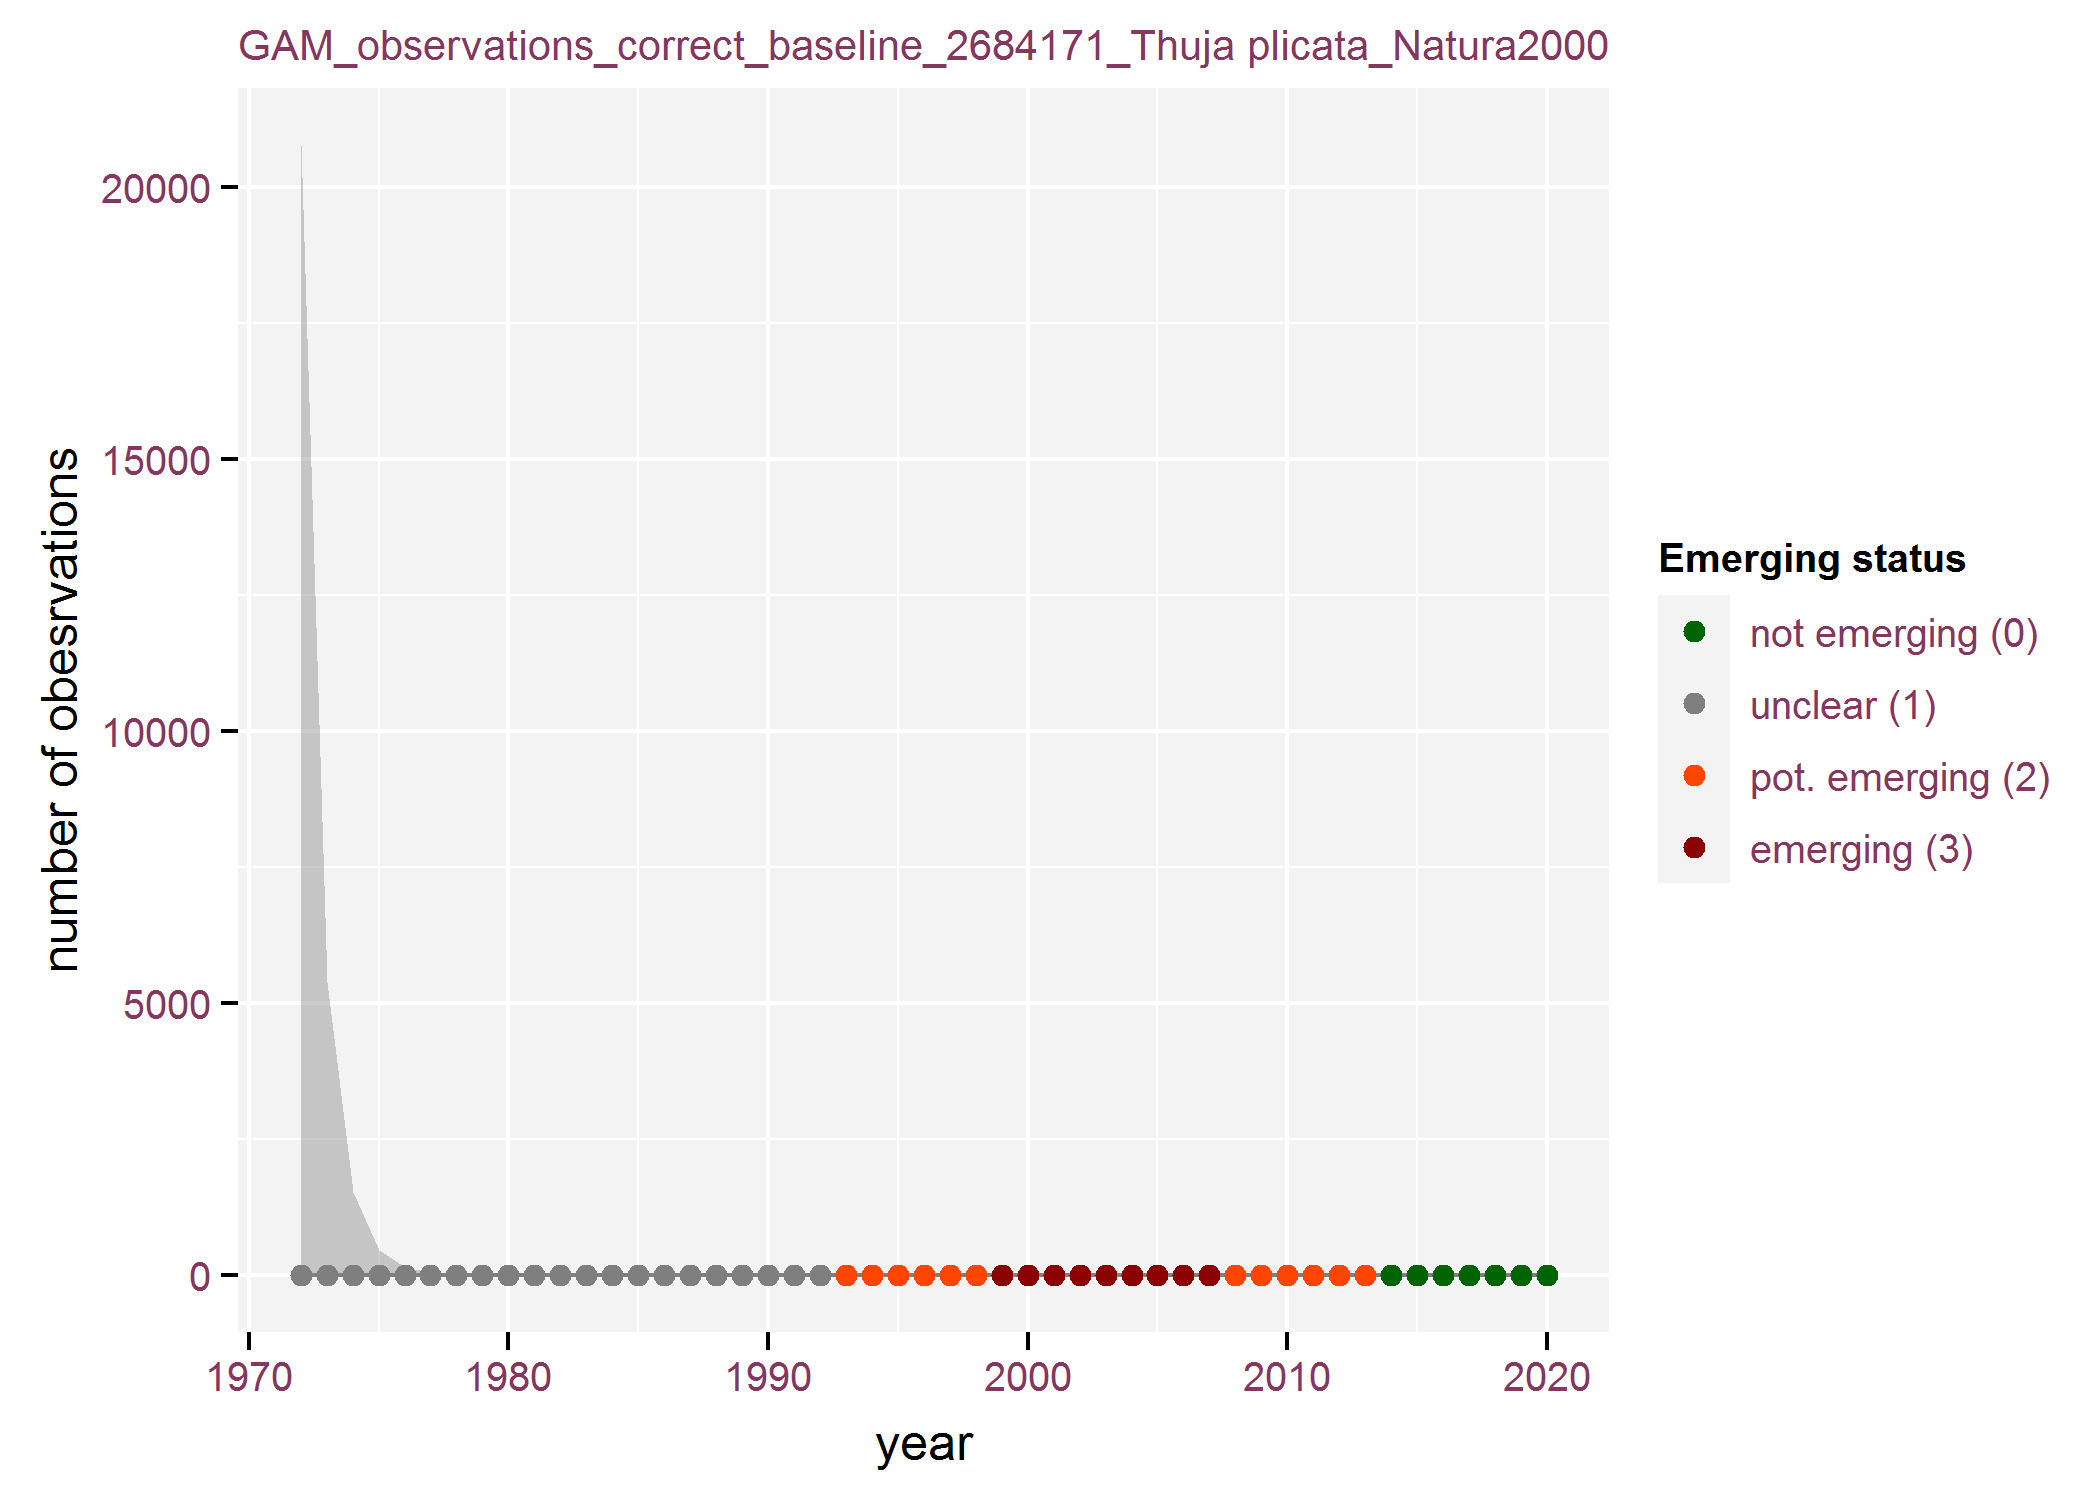 GAM_observations_correct_baseline_2684171_Thuja plicata_Natura2000
number of obesrvations
20000
15000
10000
5000
0
1970
1980
1990
2000
2010
2020
year
Emerging status
not emerging (0)
unclear (1)
pot. emerging (2)
emerging (3)